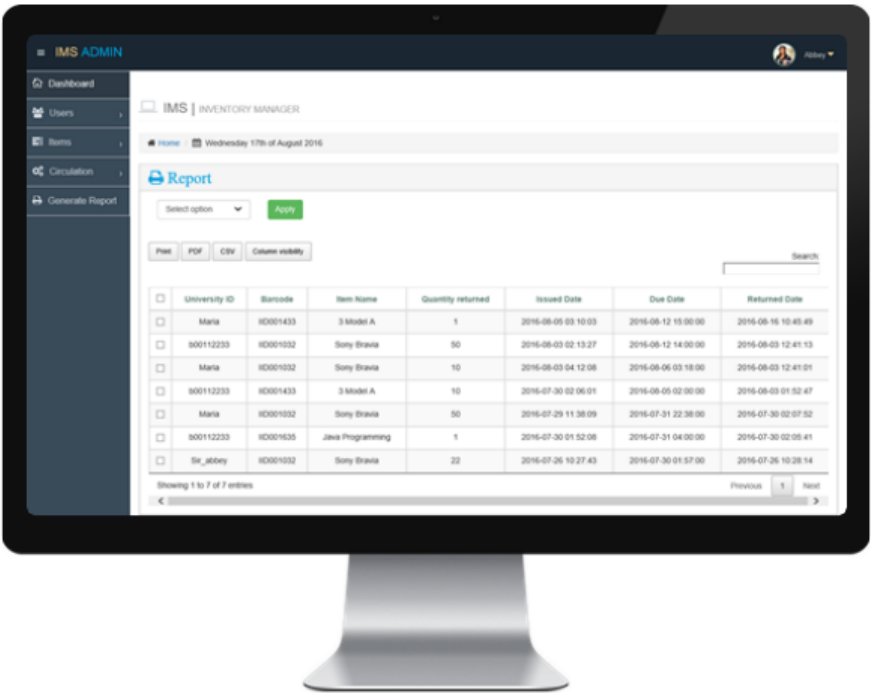 IMS ADMIN
Abbey
Dashboard
Users
Items
Circulation
Generate Report
IMS | INVENTORY MANAGER
Home / Wednesday 17th of August 2016
Report
Select option
Apply
Print PDF CSV Column visibility
Search
University ID Barcode Item Name Quantity returned Issued Date Due Date Returned Date
Maria IID001433 3 Model A 1 2016-08-05 03:10:03 2016-08-12 15:00:00 2016-08-16 10:45:49
b00112233 IID001032 Sony Bravia 50 2016-08-03 02:13:27 2016-08-12 14:00:00 2016-08-03 12:41:13
Maria IID001032 Sony Bravia 10 2016-08-03 04:12:08 2016-08-06 03:18:00 2016-08-03 12:41:01
b00112233 IID001433 3 Model A 10 2016-07-30 02:06:01 2016-08-05 02:00:00 2016-08-03 01:52:47
Maria IID001032 Sony Bravia 50 2016-07-29 11:38:09 2016-07-31 22:38:00 2016-07-30 02:07:52
b00112233 IID001635 Java Programming 1 2016-07-30 01:52:08 2016-07-31 04:00:00 2016-07-30 02:05:41
Sir_abbey IID001032 Sony Bravia 22 2016-07-26 10:27:43 2016-07-30 01:57:00 2016-07-26 10:28:14
Showing 1 to 7 of 7 entries
Previous 1 Next